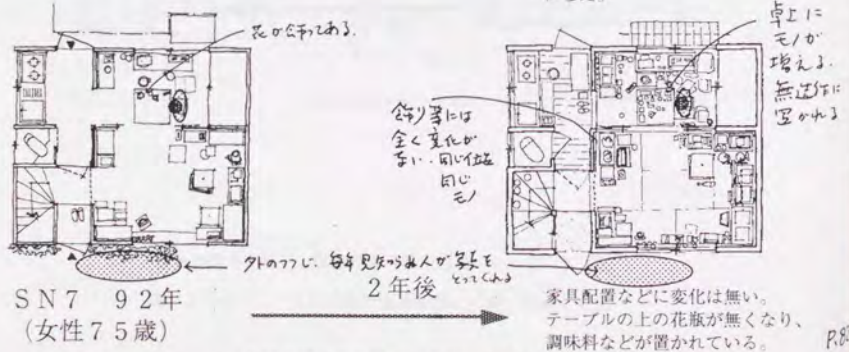 花が飾ってある.
卓上に
モノが
増える.
無造作に
置かれる
飾り等には
全く変化が
ない. 同じ位置
同じ
モノ
外のつつじ. 毎年見知らぬ人が写真を
とってくれる
SN7 92年
(女性75歳)
2年後
家具配置などに変化は無い。
テーブルの上の花瓶が無くなり、
調味料などが置かれている。